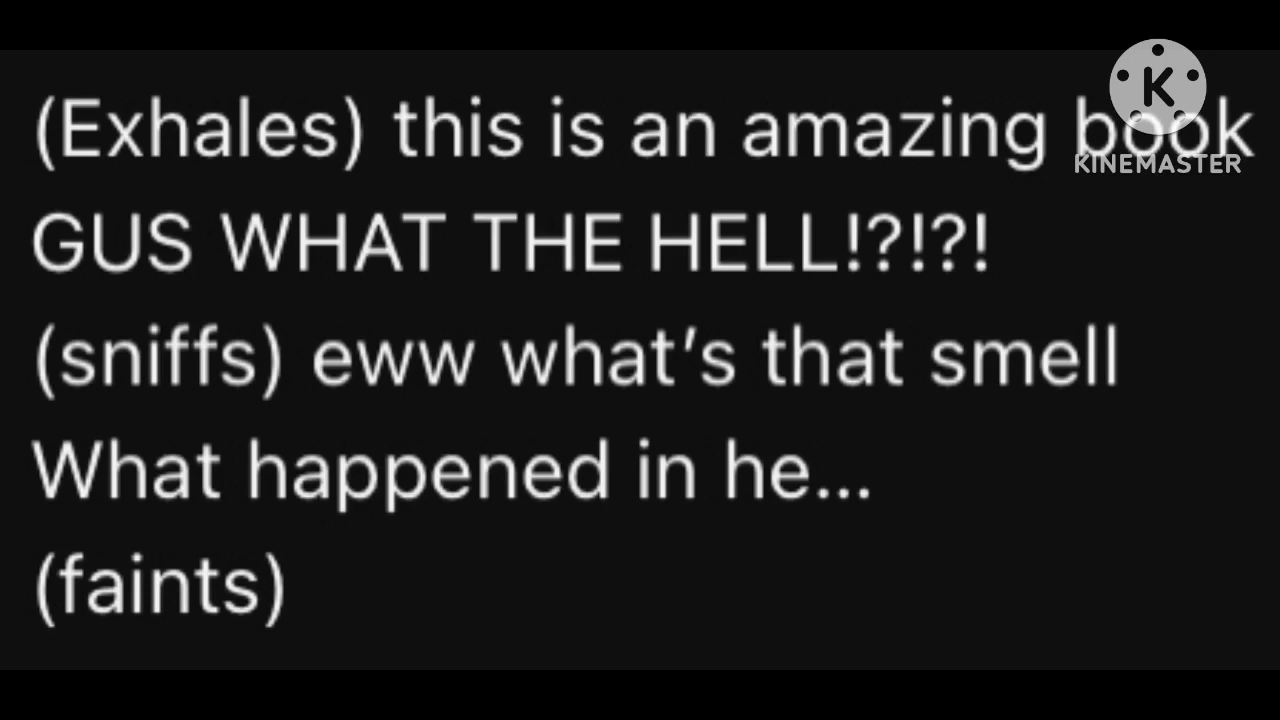 (Exhales) this is an amazing book
K
KINEMASTER
GUS WHAT THE HELL!?!?!
(sniffs) eww what's that smell
What happened in he...
(faints)